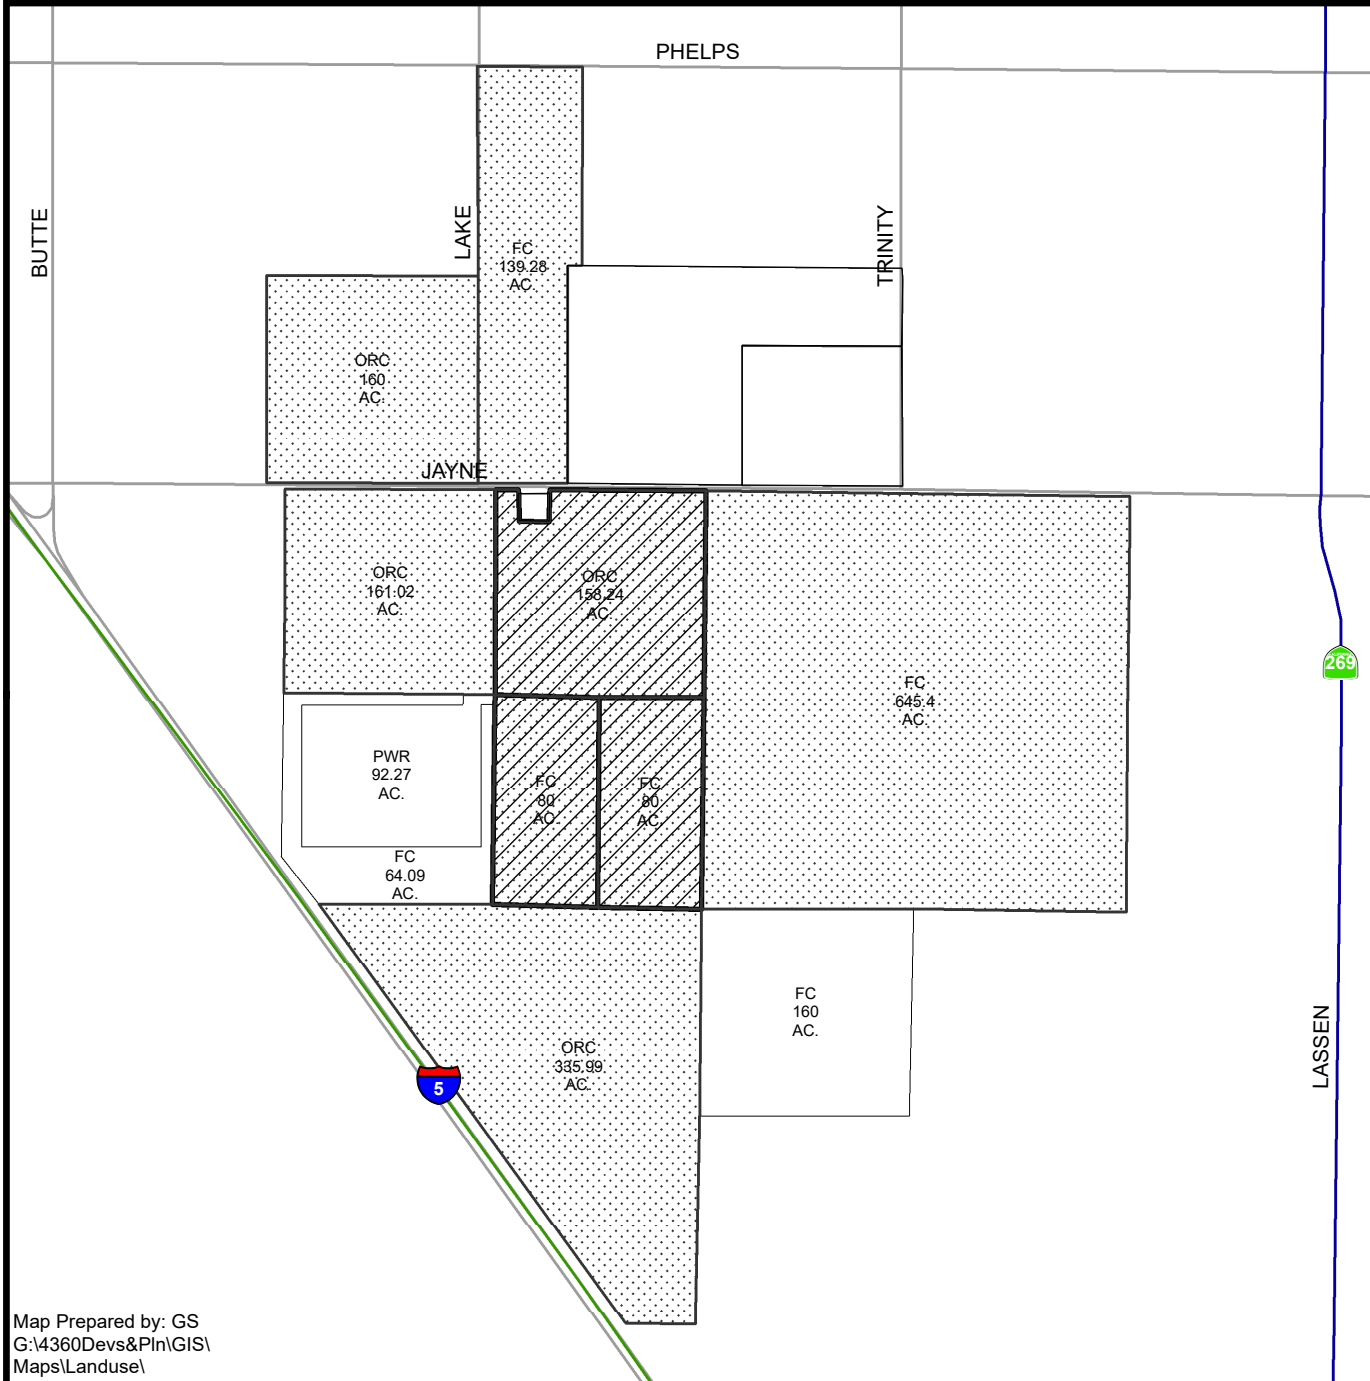 PHELPS
BUTTE
LAKE
TRINITY
FC
139.28
AC.
ORC
160
AC.
JAYNE
ORC
161.02
AC.
ORC
158.24
AC.
269
FC
645.4
AC.
PWR
92.27
AC.
FC
80
AC.
FC
80
AC.
FC
64.09
AC.
FC
160
AC.
LASSEN
ORC
335.99
AC.
5
Map Prepared by: GS
G:\4360Devs&Pln\GIS\
Maps\Landuse\